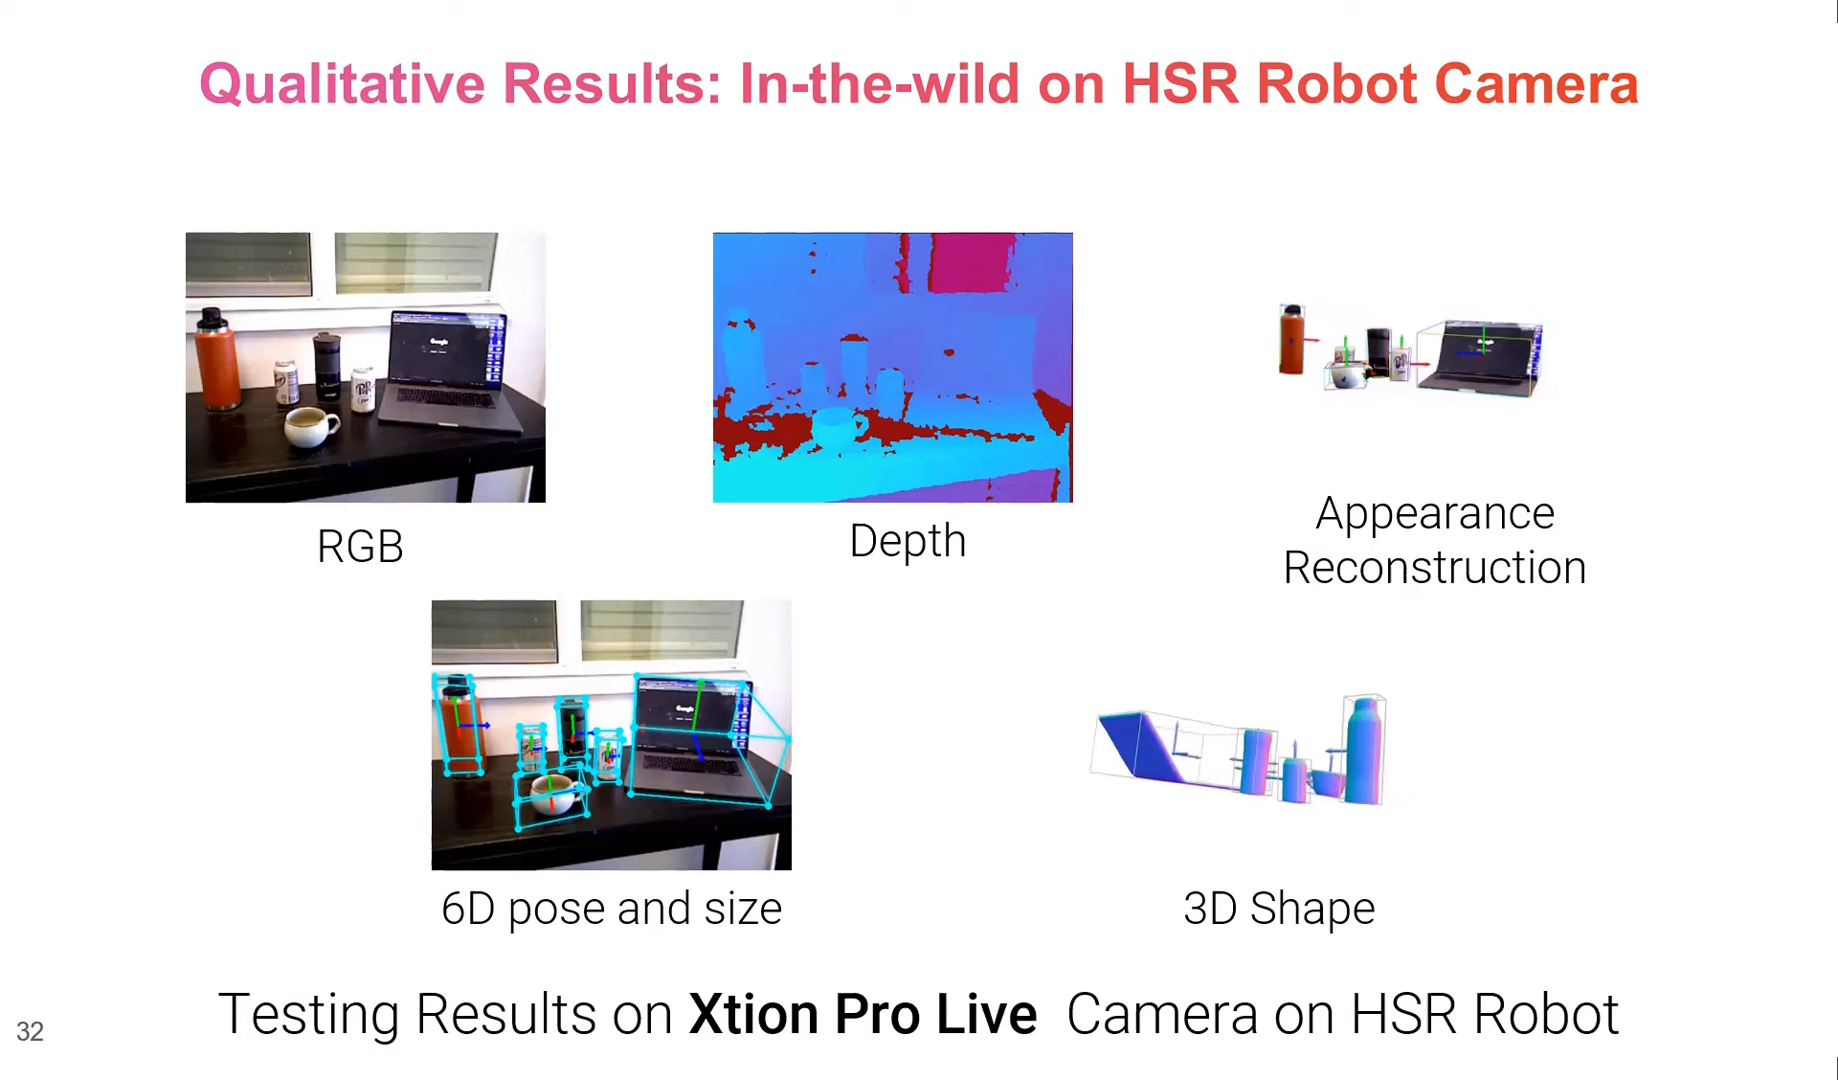 Qualitative Results: In-the-wild on HSR Robot Camera
RGB
Depth
Appearance
Reconstruction
Google
6D pose and size
3D Shape
Testing Results on Xtion Pro Live Camera on HSR Robot
32